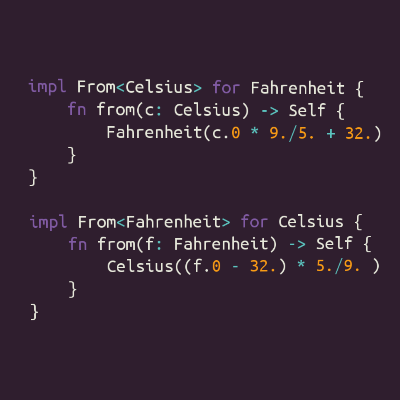 impl From<Celsius> for Fahrenheit {
    fn from(c: Celsius) -> Self {
        Fahrenheit(c.0 * 9./5. + 32.)
    }
}

impl From<Fahrenheit> for Celsius {
    fn from(f: Fahrenheit) -> Self {
        Celsius((f.0 - 32.) * 5./9. )
    }
}